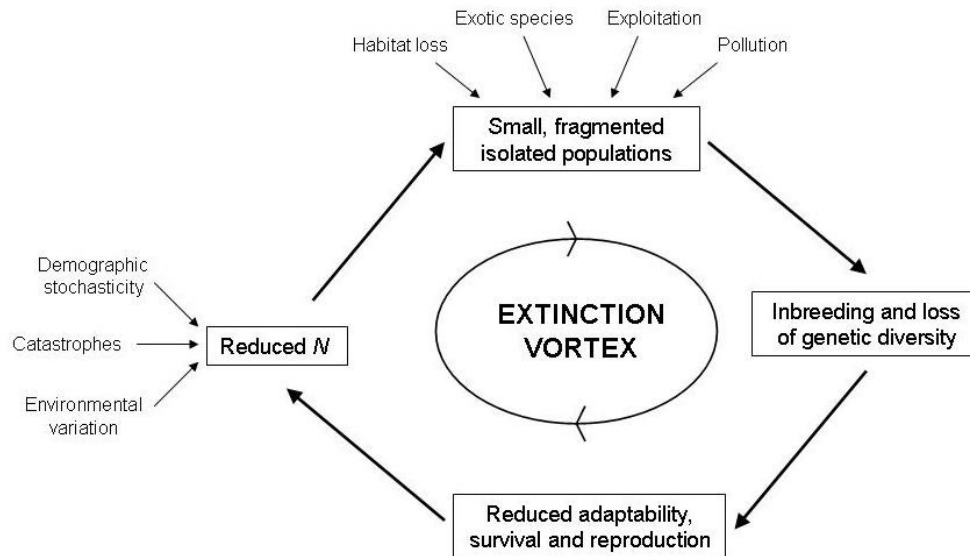 Exotic species
Exploitation
Habitat loss
Pollution
Small, fragmented
isolated populations
Demographic
stochasticity
Catastrophes
Environmental
variation
Reduced N
EXTINCTION
VORTEX
Inbreeding and loss
of genetic diversity
Reduced adaptability,
survival and reproduction